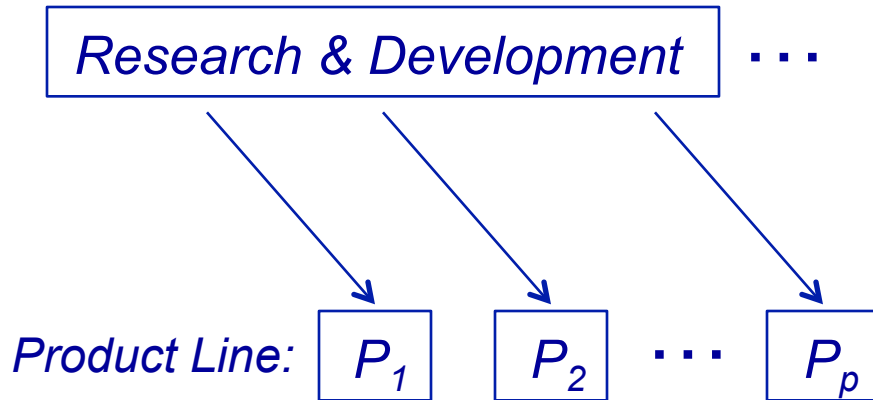 Research & Development ...
Product Line: P1 P2 ... Pp